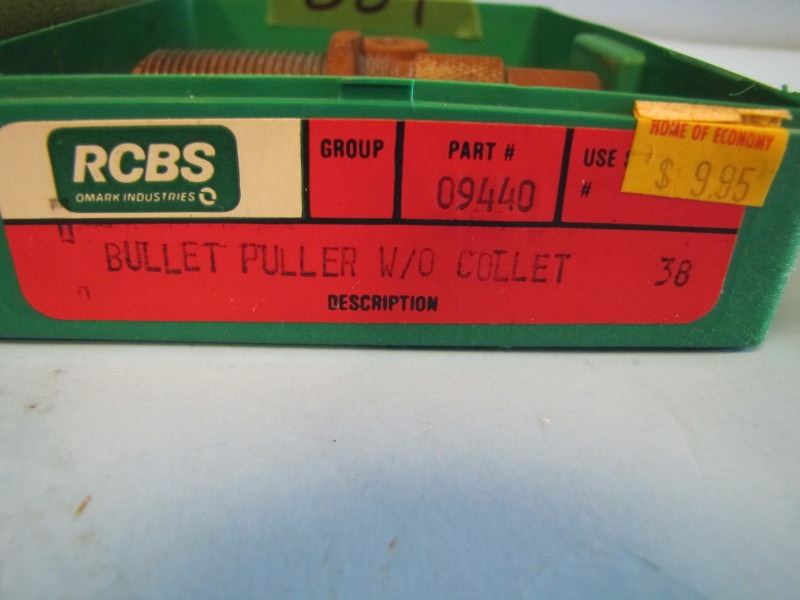 RCBS
OMARK INDUSTRIES
GROUP
PART #
09440
USE
#
HOME OF ECONOMY
$ 9.95
BULLET PULLER W/O COLLET 38
DESCRIPTION